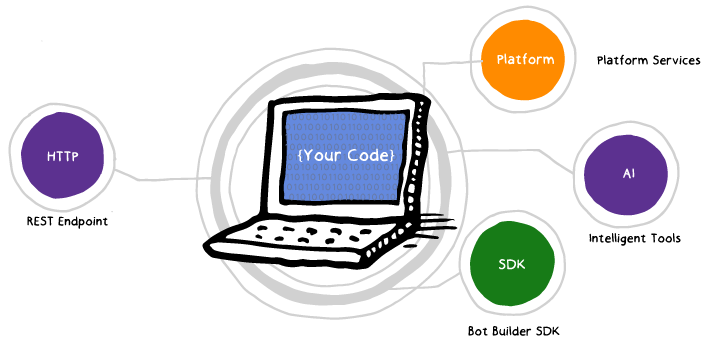 Platform
Platform Services
HTTP
{Your Code}
AI
REST Endpoint
Intelligent Tools
SDK
Bot Builder SDK